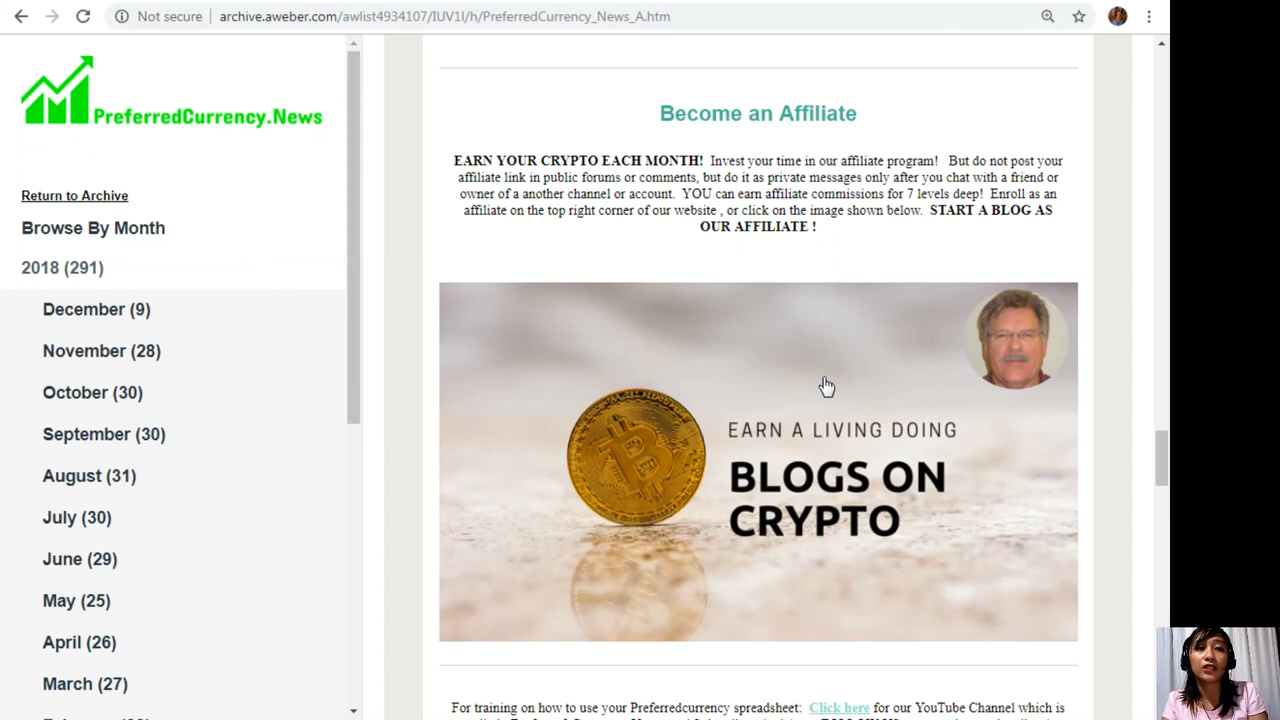 Not secure | archive.aweber.com/awlist4934107/IUV1I/h/PreferredCurrency_News_A.htm
PreferredCurrency.News
Return to Archive
Browse By Month
2018 (291)
December (9)
November (28)
October (30)
September (30)
August (31)
July (30)
June (29)
May (25)
April (26)
March (27)
Become an Affiliate
EARN YOUR CRYPTO EACH MONTH! Invest your time in our affiliate program! But do not post your
affiliate link in public forums or comments, but do it as private messages only after you chat with a friend or
owner of a another channel or account. YOU can earn affiliate commissions for 7 levels deep! Enroll as an
affiliate on the top right corner of our website , or click on the image shown below. START A BLOG AS
OUR AFFILIATE !
EARN A LIVING DOING
BLOGS ON
CRYPTO
For training on how to use your Preferredcurrency spreadsheet: Click here for our YouTube Channel which is